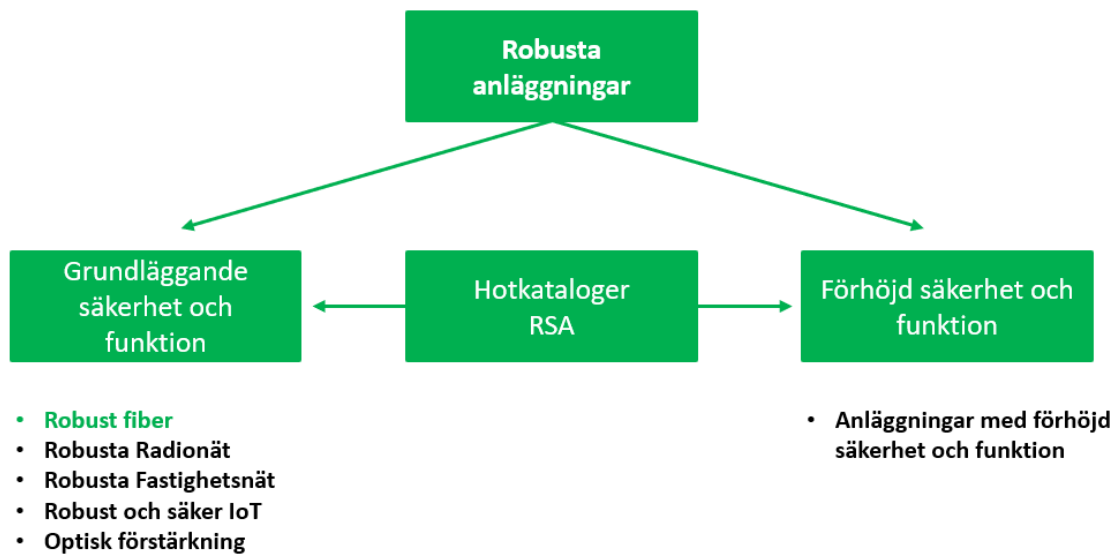 Robusta
anläggningar
Grundläggande
säkerhet och
funktion
Hotkataloger
RSA
Förhöjd säkerhet och
funktion
• Robust fiber
• Robusta Radionät
• Robusta Fastighetsnät
• Robust och säker IoT
• Optisk förstärkning
• Anläggningar med förhöjd
säkerhet och funktion